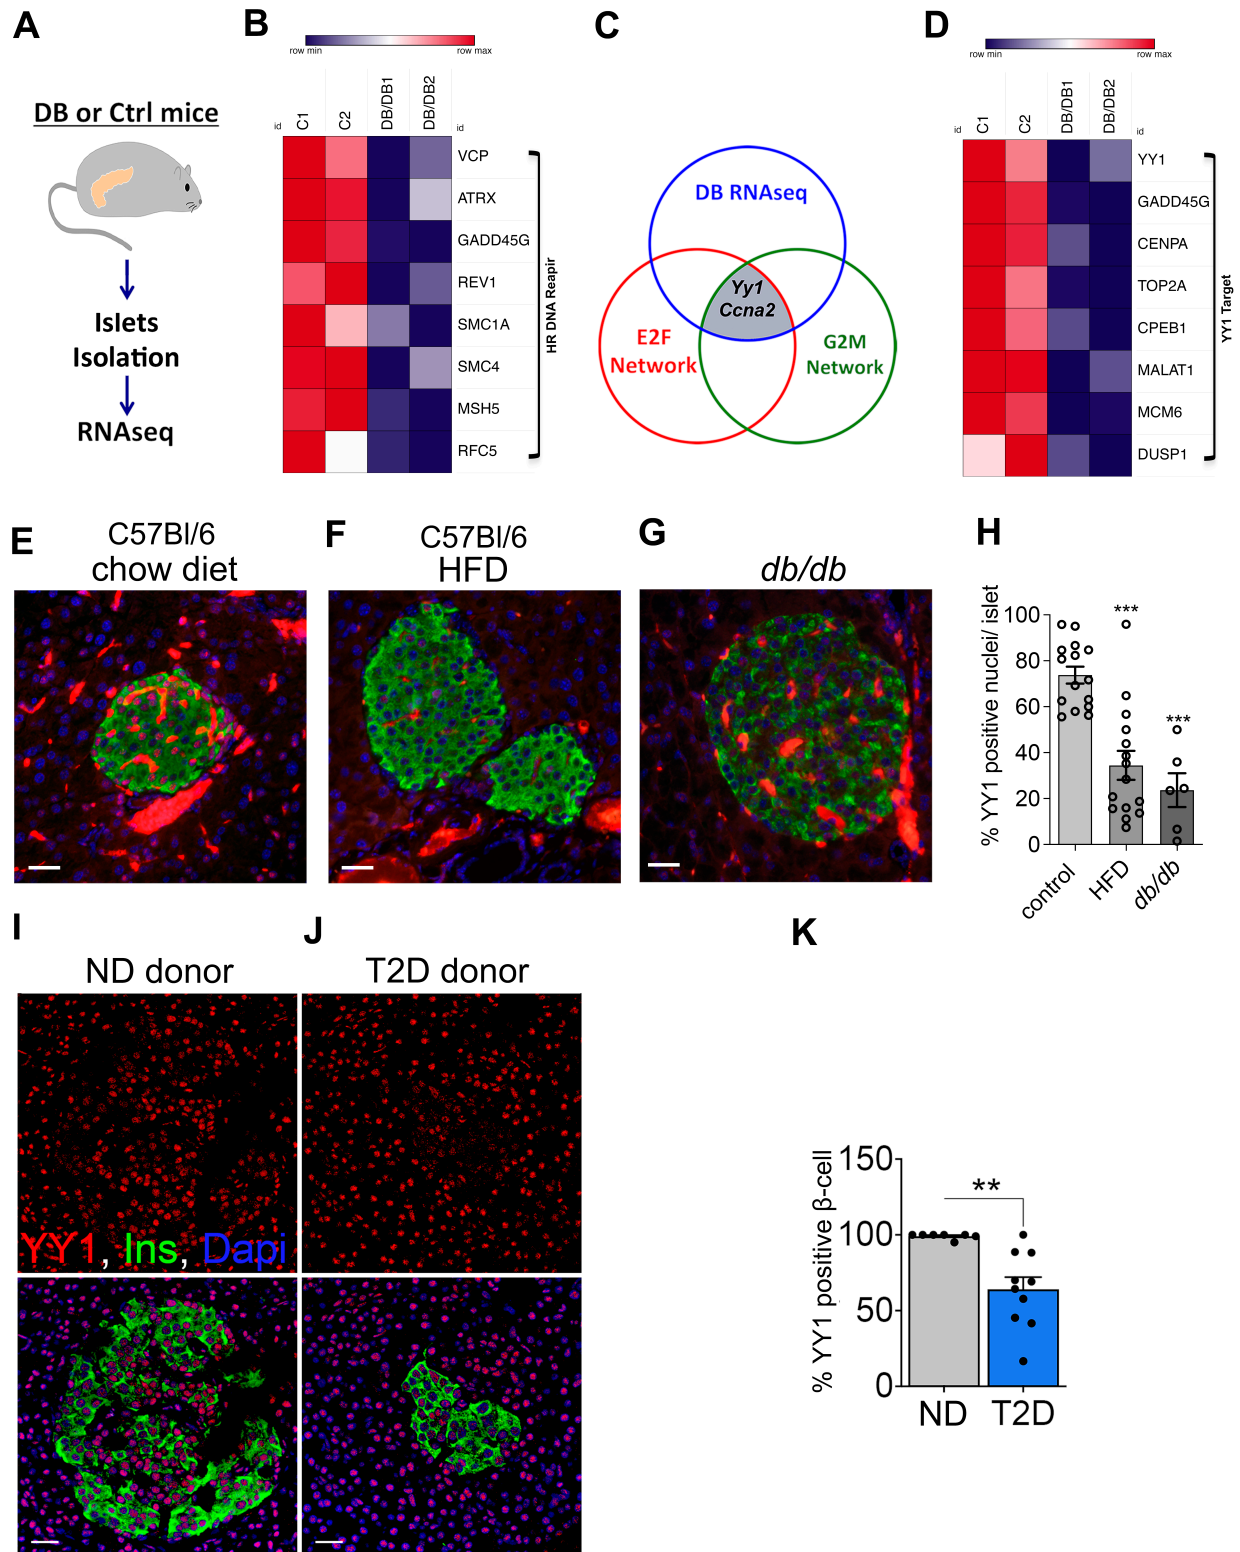 A
DB or Ctrl mice
Islets
Isolation
RNAseq
B
row min
row max
id
C1
C2
DB/DB1
DB/DB2
id
VCP
ATRX
GADD45G
REV1
SMC1A
SMC4
MSH5
RFC5
HR DNA Reapir
C
DB RNAseq
Yy1
Ccna2
E2F
Network
G2M
Network
D
row min
row max
id
C1
C2
DB/DB1
DB/DB2
id
YY1
GADD45G
CENPA
TOP2A
CPEB1
MALAT1
MCM6
DUSP1
YY1 Target
E
C57Bl/6
chow diet
F
C57Bl/6
HFD
G
db/db
H
% YY1 positive nuclei/ islet
100
80
60
40
20
0
***
***
control
HFD
db/db
I
ND donor
J
T2D donor
YY1, Ins, Dapi
K
% YY1 positive β-cell
150
100
50
0
**
ND
T2D